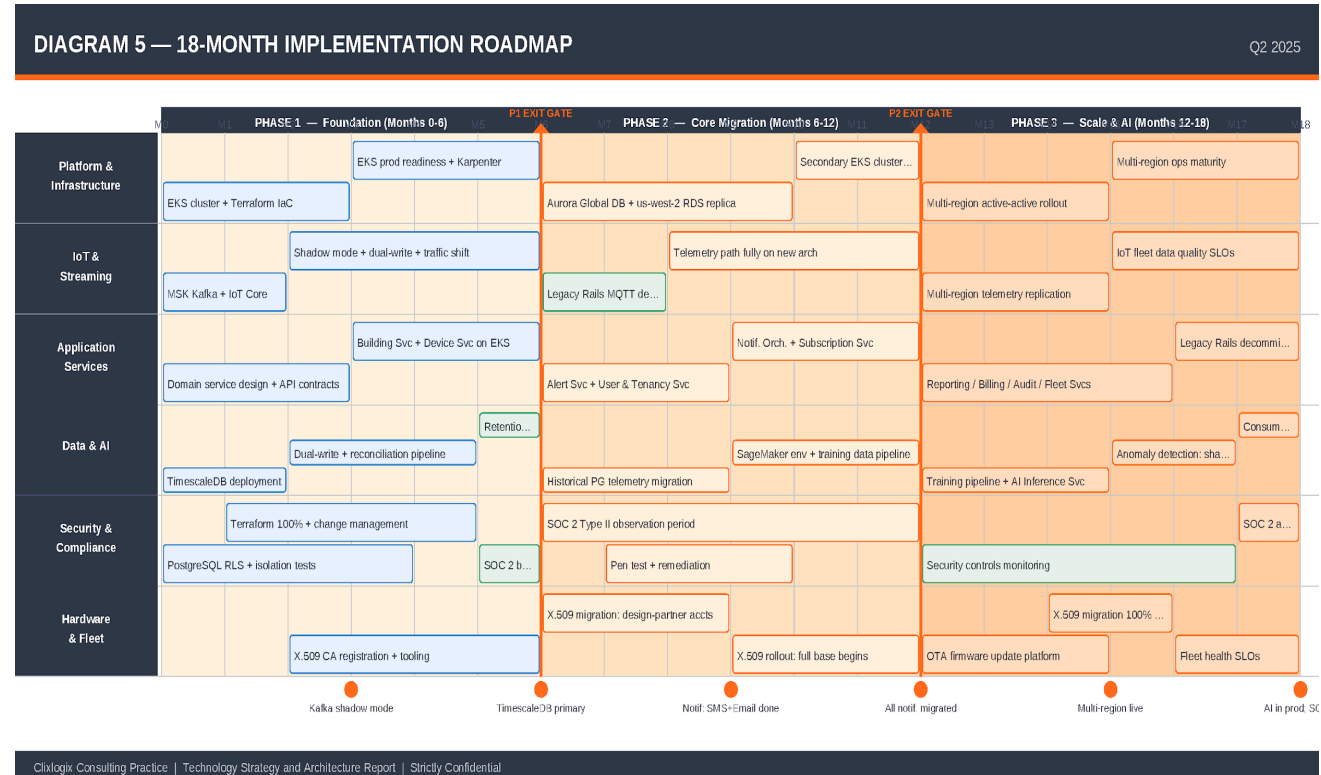 DIAGRAM 5 — 18-MONTH IMPLEMENTATION ROADMAP
Q2 2025
P1 EXIT GATE
P2 EXIT GATE
M1
PHASE 1 — Foundation (Months 0-6)
M5
M7
PHASE 2 — Core Migration (Months 6-12)
M11
M13
PHASE 3 — Scale & AI (Months 12-18)
M17
M18
Platform &
Infrastructure
EKS prod readiness + Karpenter
Secondary EKS cluster…
Multi-region ops maturity
EKS cluster + Terraform IaC
Aurora Global DB + us-west-2 RDS replica
Multi-region active-active rollout
IoT &
Streaming
Shadow mode + dual-write + traffic shift
Telemetry path fully on new arch
IoT fleet data quality SLOs
MSK Kafka + IoT Core
Legacy Rails MQTT de…
Multi-region telemetry replication
Application
Services
Building Svc + Device Svc on EKS
Notif. Orch. + Subscription Svc
Legacy Rails decommi…
Domain service design + API contracts
Alert Svc + User & Tenancy Svc
Reporting / Billing / Audit / Fleet Svcs
Data & AI
Retentio…
Consum…
Dual-write + reconciliation pipeline
SageMaker env + training data pipeline
Anomaly detection: sha…
TimescaleDB deployment
Historical PG telemetry migration
Training pipeline + AI Inference Svc
Security &
Compliance
Terraform 100% + change management
SOC 2 Type II observation period
SOC 2 a…
PostgreSQL RLS + isolation tests
SOC 2 b…
Pen test + remediation
Security controls monitoring
Hardware
& Fleet
X.509 migration: design-partner accts
X.509 migration 100% …
X.509 CA registration + tooling
X.509 rollout: full base begins
OTA firmware update platform
Fleet health SLOs
Kafka shadow mode
TimescaleDB primary
Notif: SMS+Email done
All notif. migrated
Multi-region live
AI in prod; SO
Clixlogix Consulting Practice | Technology Strategy and Architecture Report | Strictly Confidential